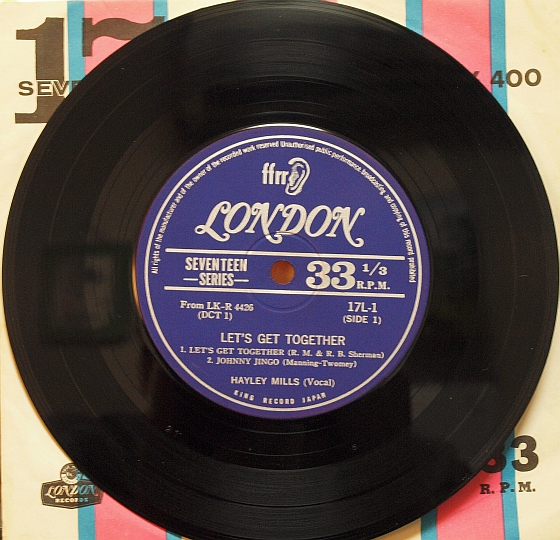 17
SEVE
400
All rights of the manufacturer and of the owner of the recorded work reserved Unauthorised public performance, broadcasting and copying of this record prohibited
ffrr
LONDON
SEVENTEEN
—SERIES—
33 1/3
R.P.M.
From LK-R 4426
(DCT 1)
17L-1
(SIDE 1)
LET'S GET TOGETHER
1. LET'S GET TOGETHER (R. M. & R. B. Sherman)
2. JOHNNY JINGO (Manning-Twomey)
HAYLEY MILLS (Vocal)
KING RECORD JAPAN
33
R.P.M.
LONDON
RECORDS